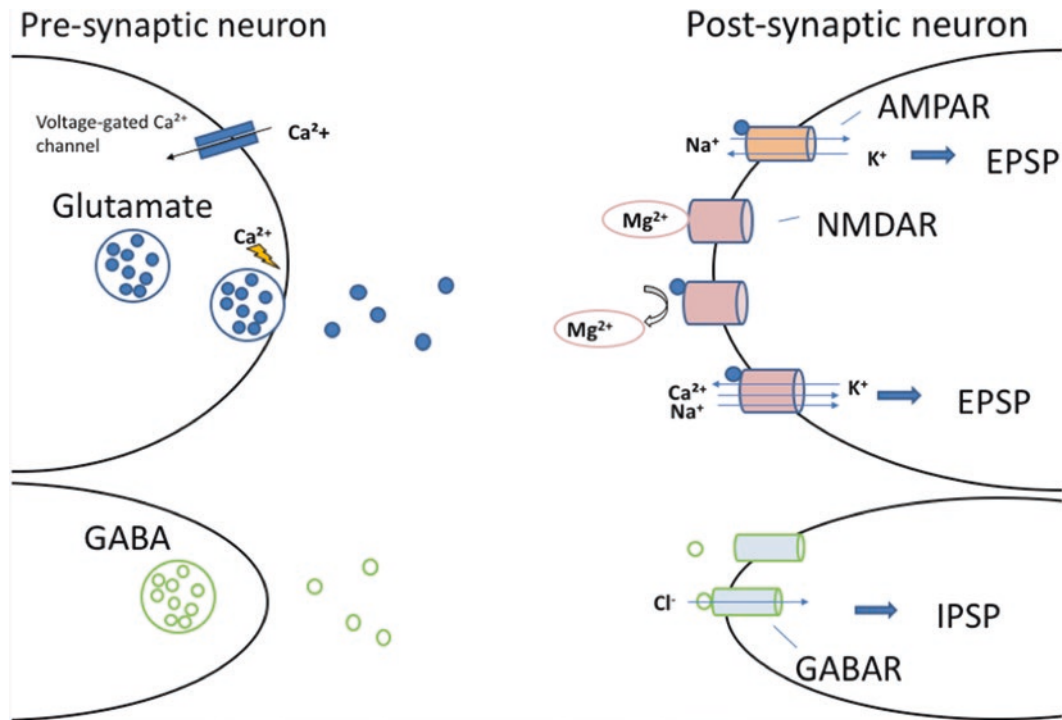 Pre-synaptic neuron
Post-synaptic neuron
Voltage-gated Ca²⁺
channel
Ca²+
AMPAR
Na⁺
K⁺
EPSP
Glutamate
Mg²⁺
NMDAR
Ca²⁺
Mg²⁺
Ca²⁺
Na⁺
K⁺
EPSP
GABA
Cl⁻
IPSP
GABAR